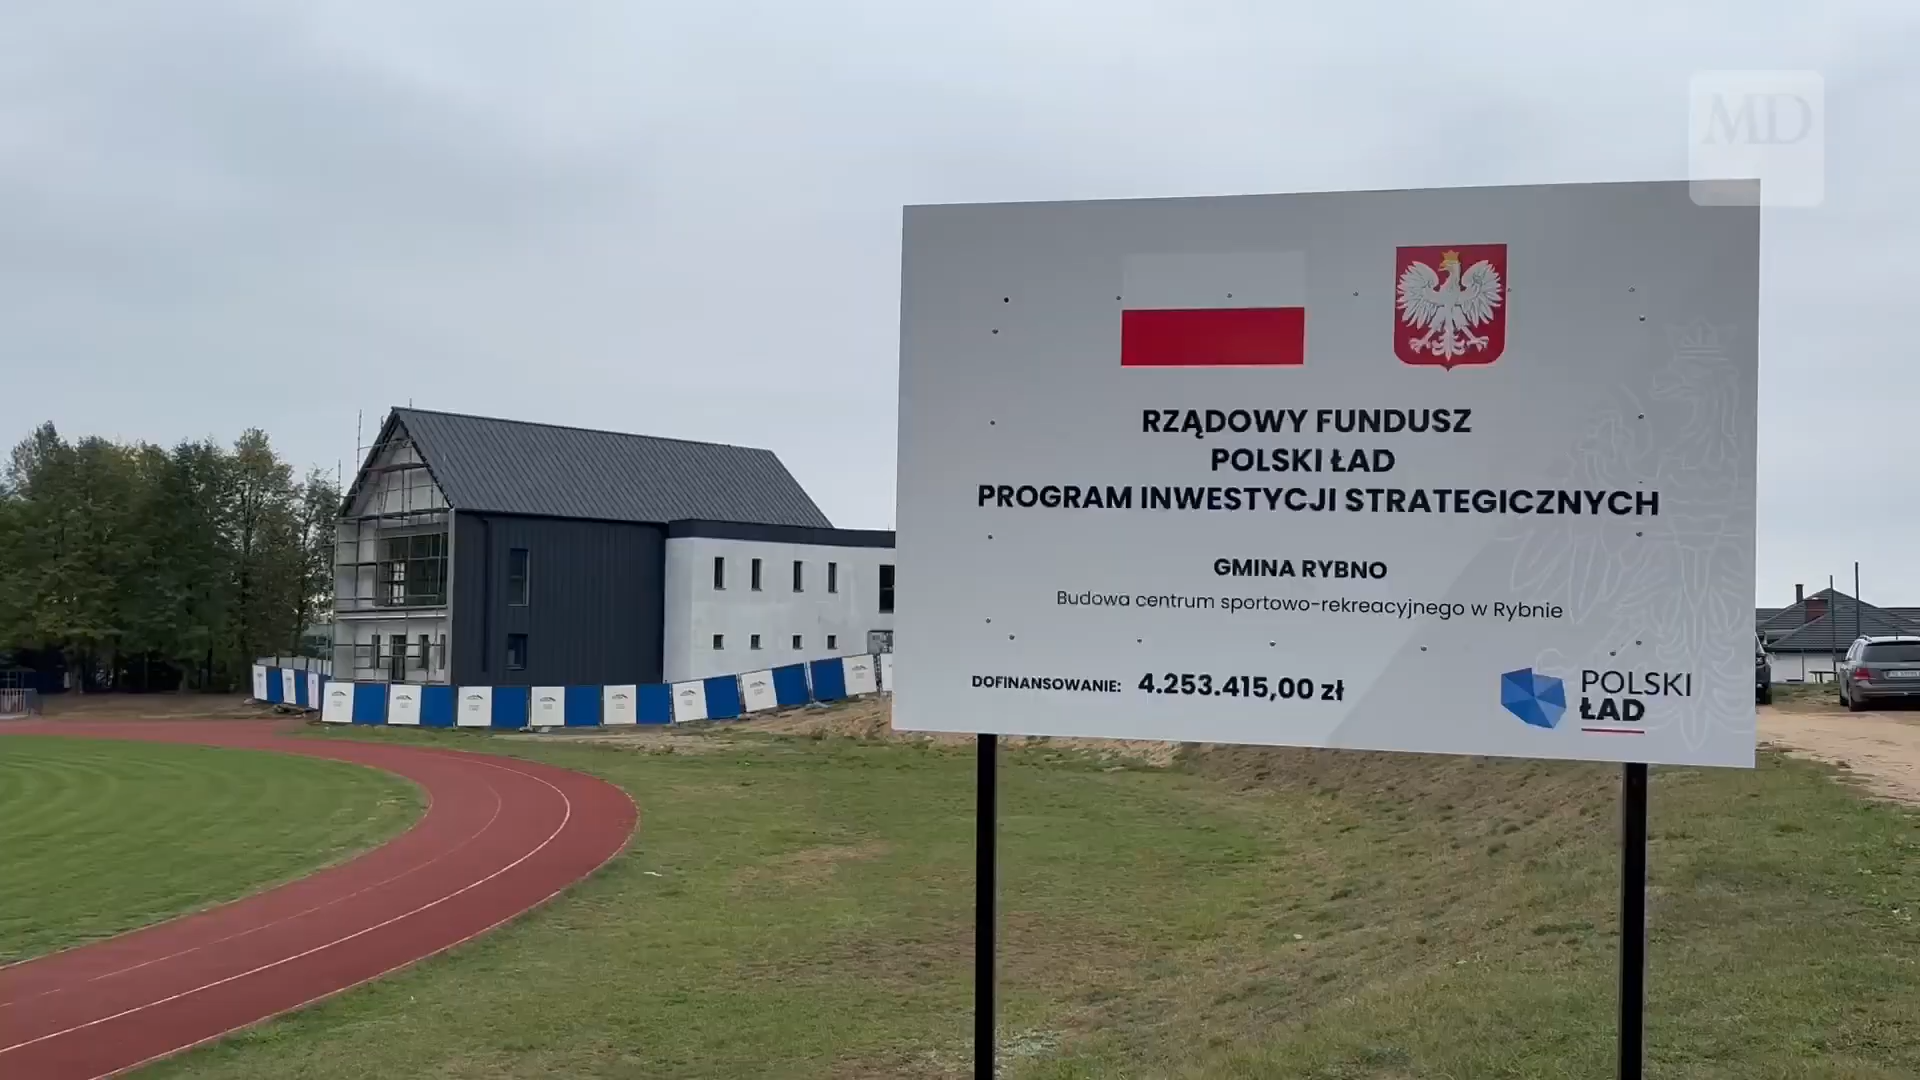 MD
RZĄDOWY FUNDUSZ
POLSKI ŁAD
PROGRAM INWESTYCJI STRATEGICZNYCH
GMINA RYBNO
Budowa centrum sportowo-rekreacyjnego w Rybnie
DOFINANSOWANIE: 4.253.415,00 zł
POLSKI
ŁAD